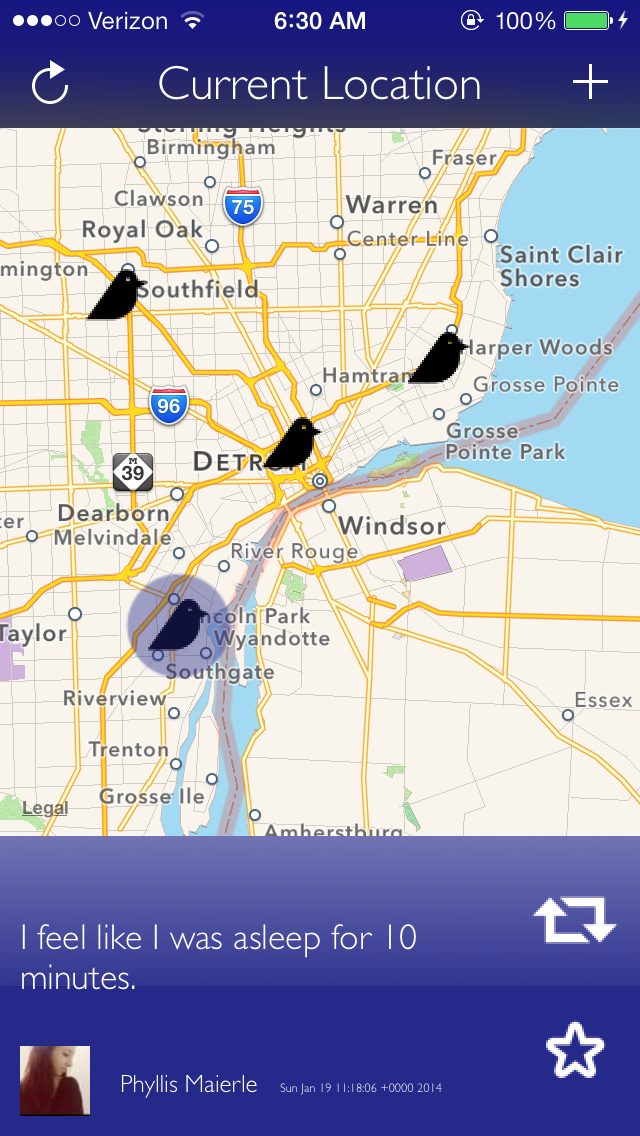 Verizon 6:30 AM 100%
Current Location
Sterling Heights
Birmingham
Fraser
Clawson
75
Warren
Royal Oak
Center Line
mington
Saint Clair
Shores
Southfield
Harper Woods
Hamtram
Grosse Pointe
96
Grosse
Pointe Park
DETROIT
M
39
Dearborn
Windsor
ter
Melvindale
River Rouge
ncoln Park
Taylor
Wyandotte
Southgate
Riverview
Essex
Trenton
Grosse Ile
Legal
Amherstburg
I feel like I was asleep for 10
minutes.
Phyllis Maierle Sun Jan 19 11:18:06 +0000 2014